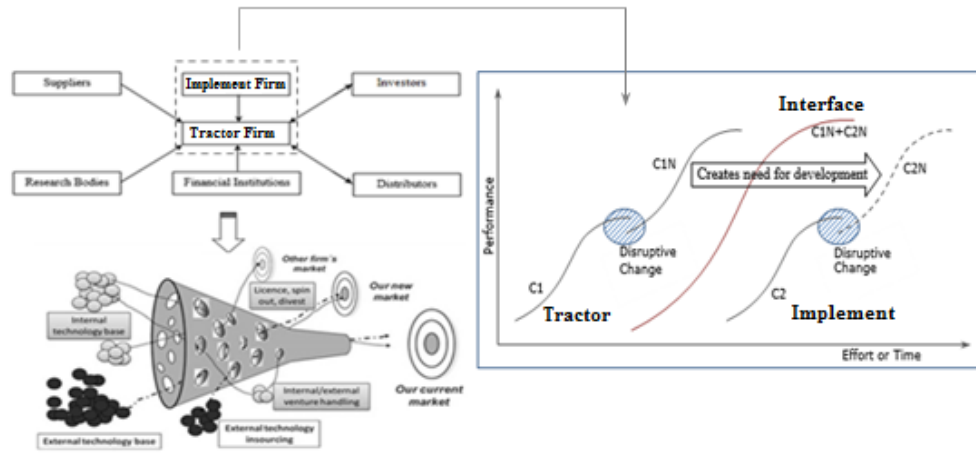 Suppliers
Implement Firm
Investors
Tractor Firm
Research Bodies
Financial Institutions
Distributors
Other firm´s
market
Licence, spin
out, divest
Our new
market
Internal
technology base
Internal/external
venture handling
Our current
market
External technology base
External technology
insourcing
Interface
C1N+C2N
C1N
C2N
Creates need for development
Performance
Disruptive
Change
Disruptive
Change
C1
C2
Tractor
Implement
Effort or Time